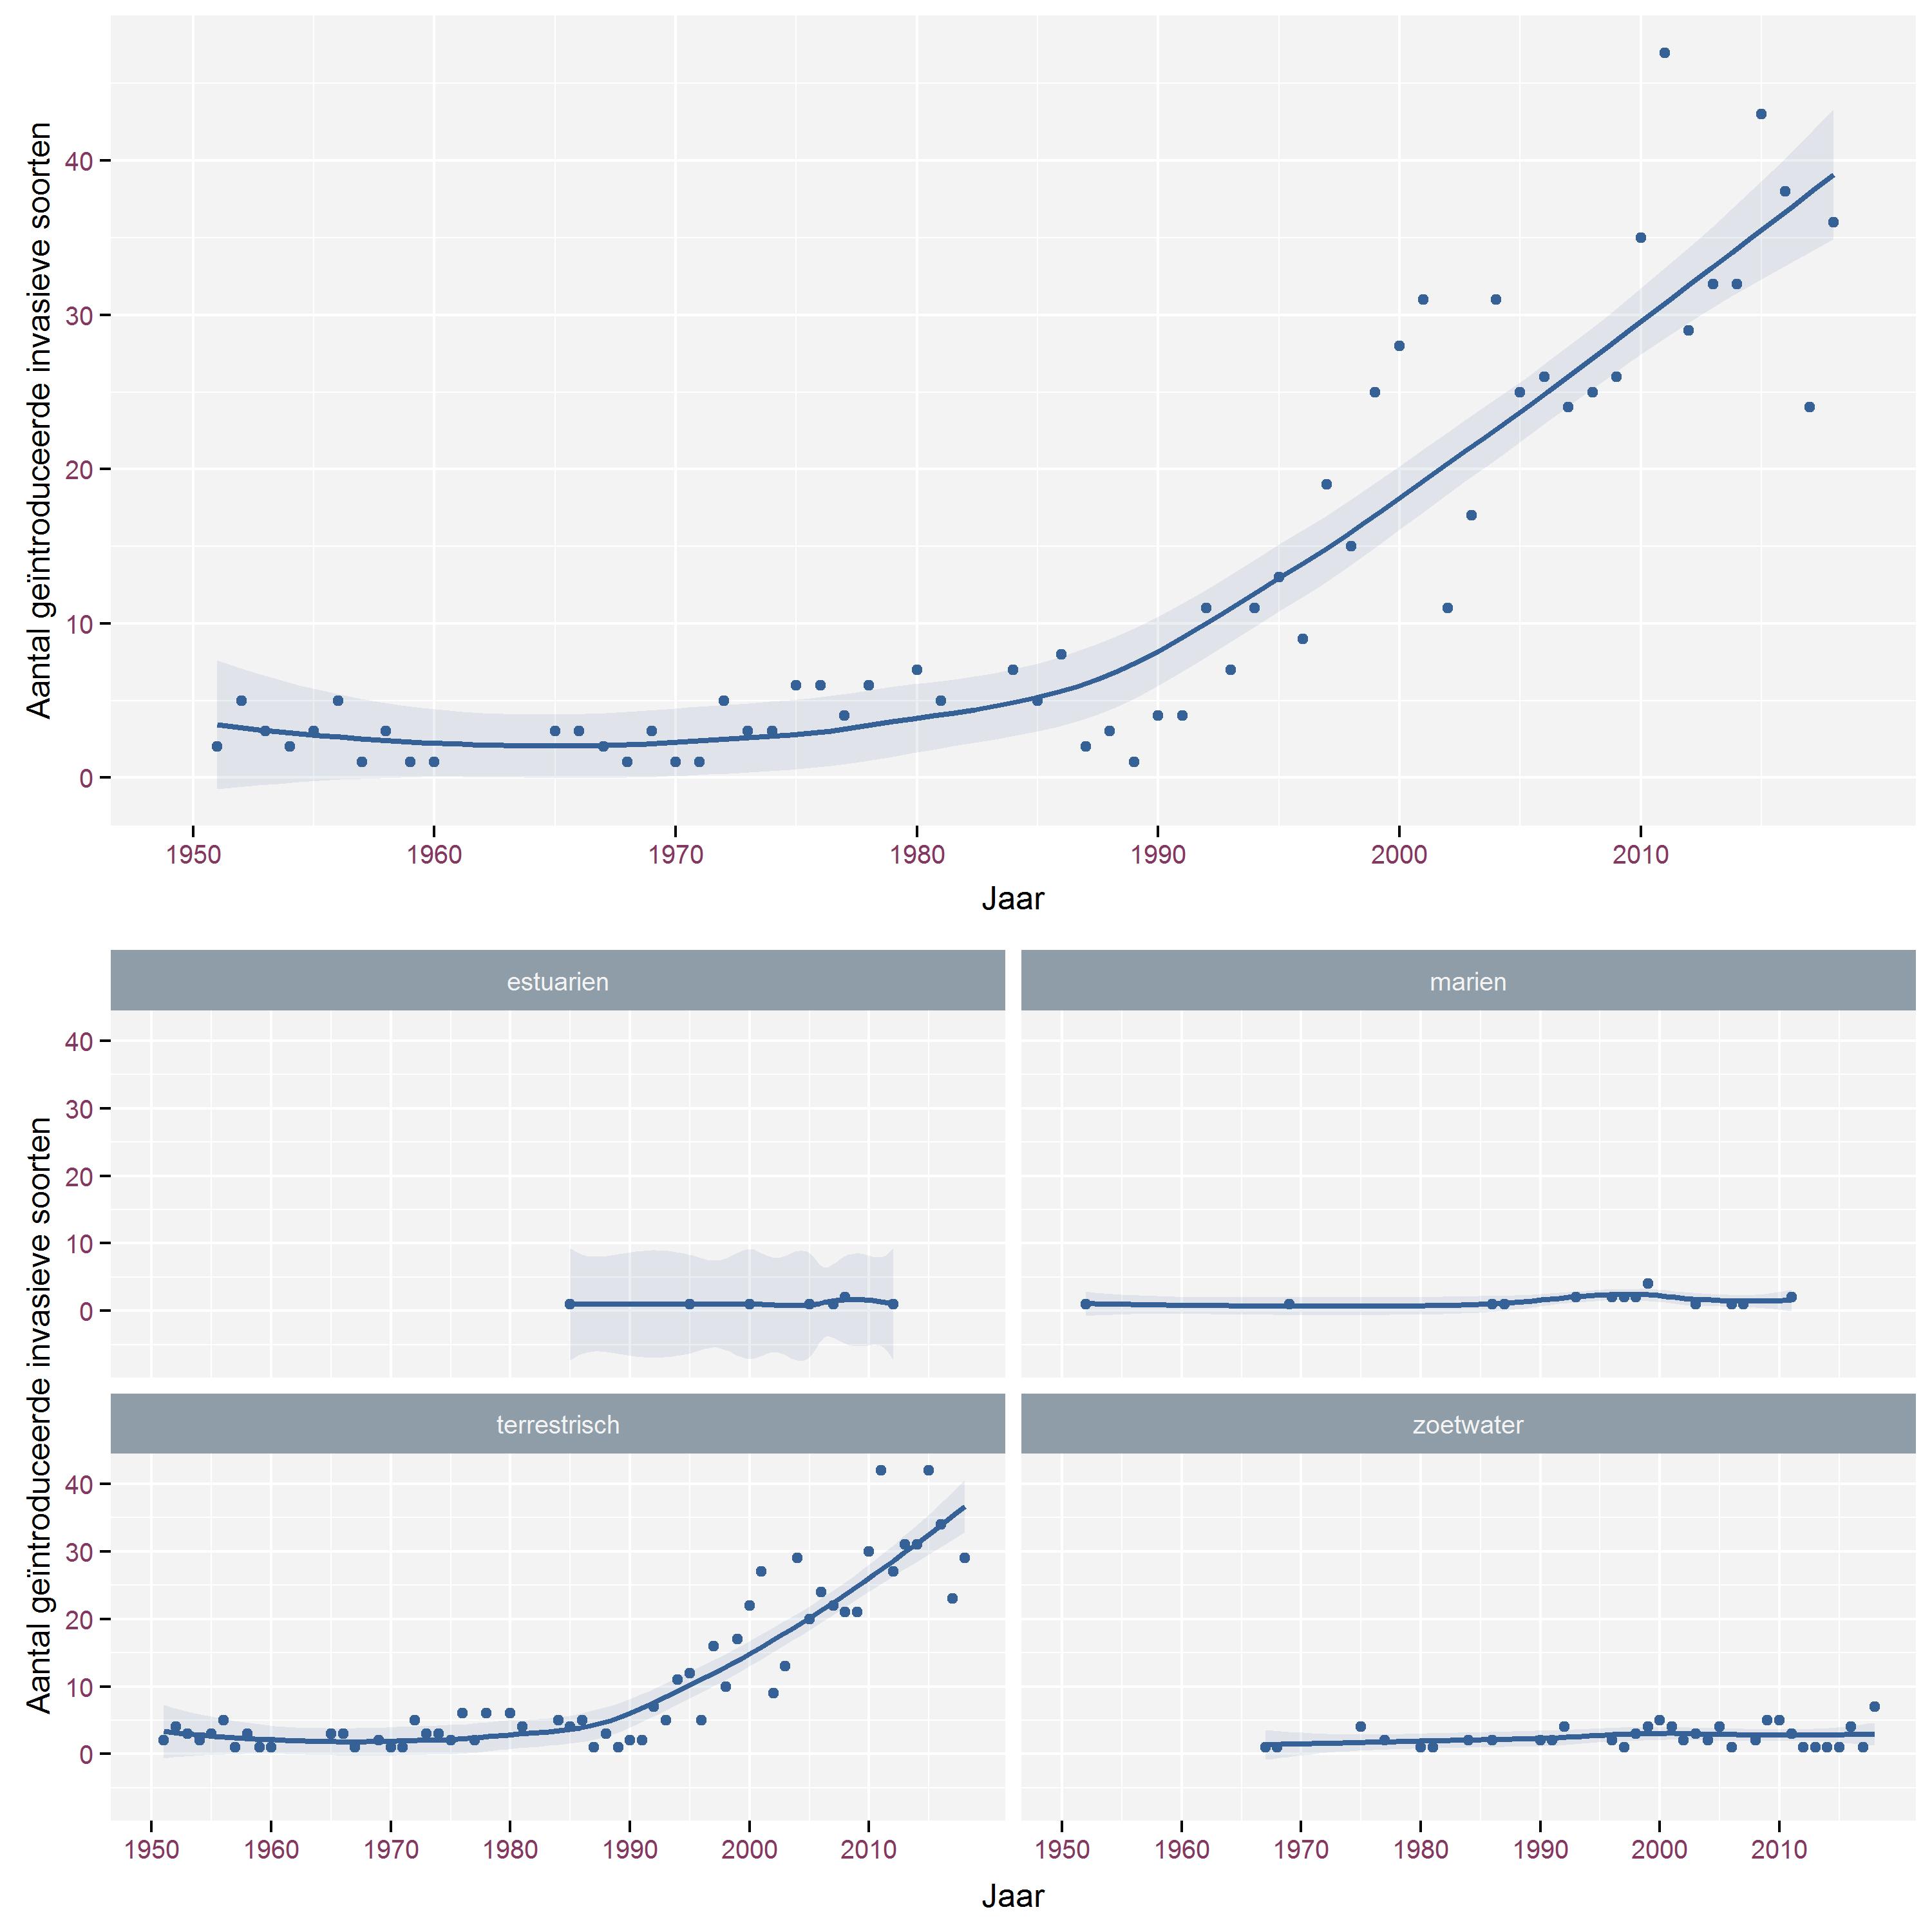 Aantal geïntroduceerde invasieve soorten
40
30
20
10
0
1950 1960 1970 1980 1990 2000 2010
Jaar
Aantal geïntroduceerde invasieve soorten
estuarien marien
40
30
20
10
0
terrestrisch zoetwater
40
30
20
10
0
1950 1960 1970 1980 1990 2000 2010 1950 1960 1970 1980 1990 2000 2010
Jaar